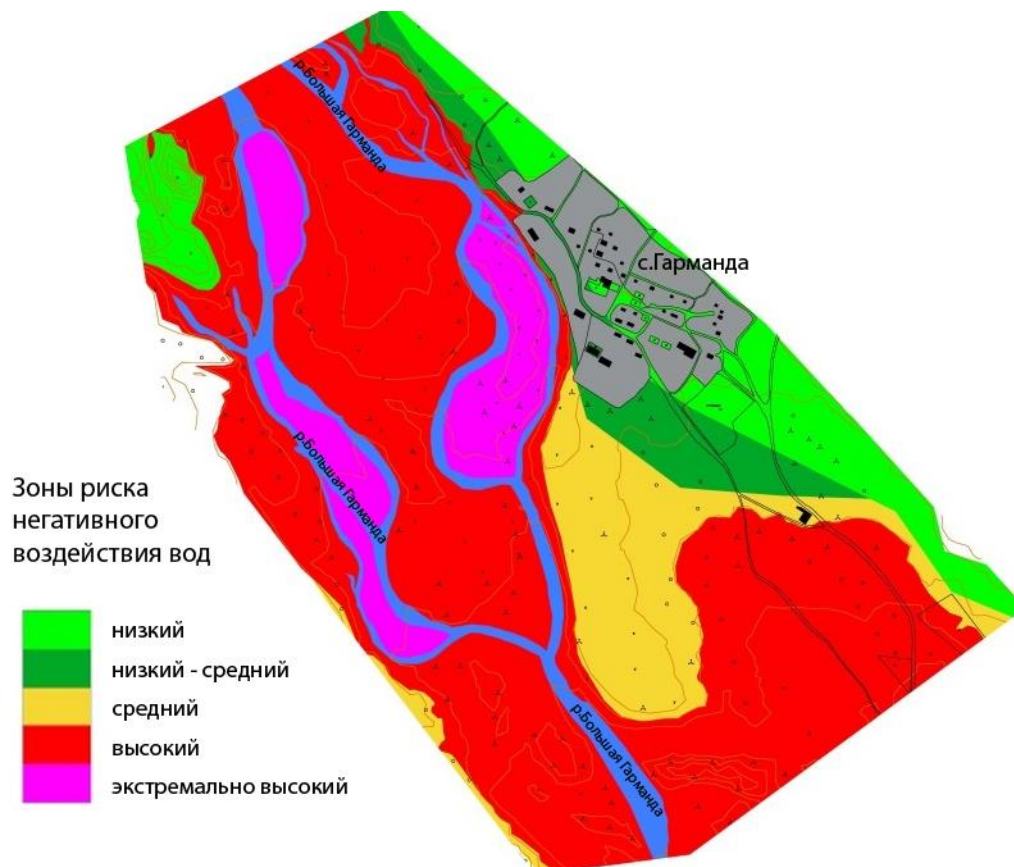 р.Большая Гарманда
с.Гарманда
р.Большая Гарманда
р.Большая Гарманда
Зоны риска
негативного
воздействия вод
низкий
низкий - средний
средний
высокий
экстремально высокий